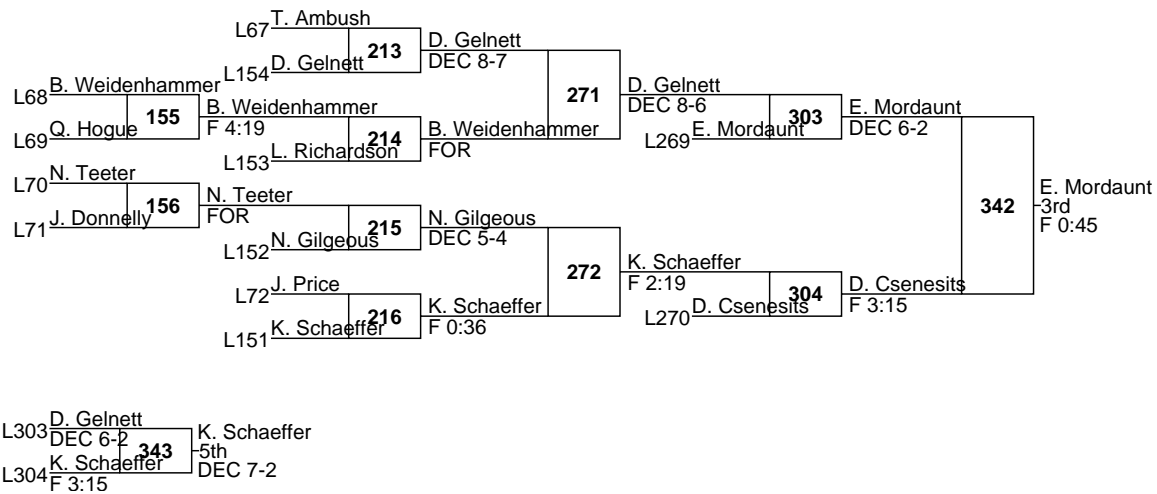 T. Ambush
L67
213
D. Gelnett
DEC 8-7
D. Gelnett
L154
B. Weidenhammer
L68
155
B. Weidenhammer
F 4:19
Q. Hogue
L69
214
B. Weidenhammer
FOR
L. Richardson
L153
271
D. Gelnett
DEC 8-6
303
E. Mordaunt
DEC 6-2
E. Mordaunt
L269
N. Teeter
L70
156
N. Teeter
FOR
J. Donnelly
L71
215
N. Gilgeous
DEC 5-4
N. Gilgeous
L152
J. Price
L72
216
K. Schaeffer
F 0:36
K. Schaeffer
L151
272
K. Schaeffer
F 2:19
304
D. Csenesits
F 3:15
D. Csenesits
L270
342
E. Mordaunt
3rd
F 0:45
D. Gelnett
L303
DEC 6-2
343
K. Schaeffer
5th
DEC 7-2
K. Schaeffer
L304
F 3:15